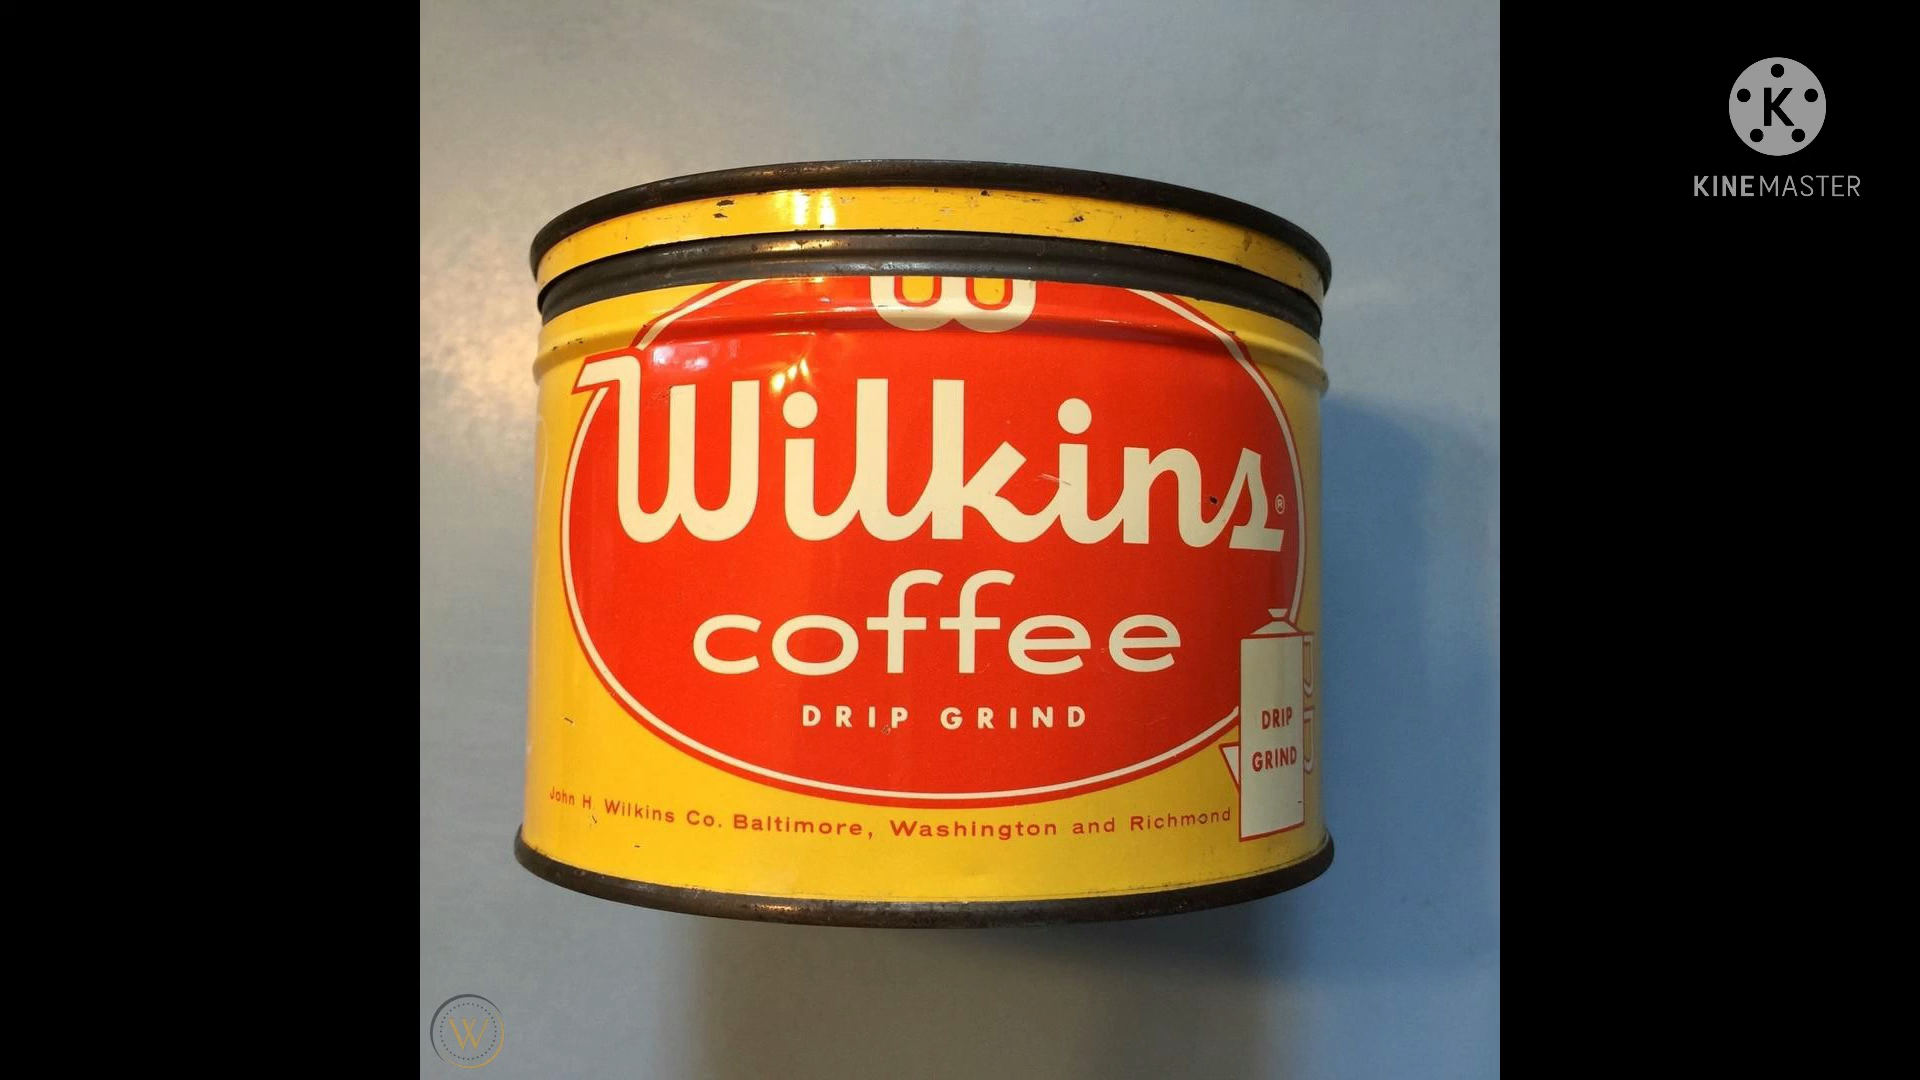 K
KINEMASTER
W
Wilkins®
coffee
DRIP GRIND
DRIP
GRIND
John H. Wilkins Co. Baltimore, Washington and Richmond
W